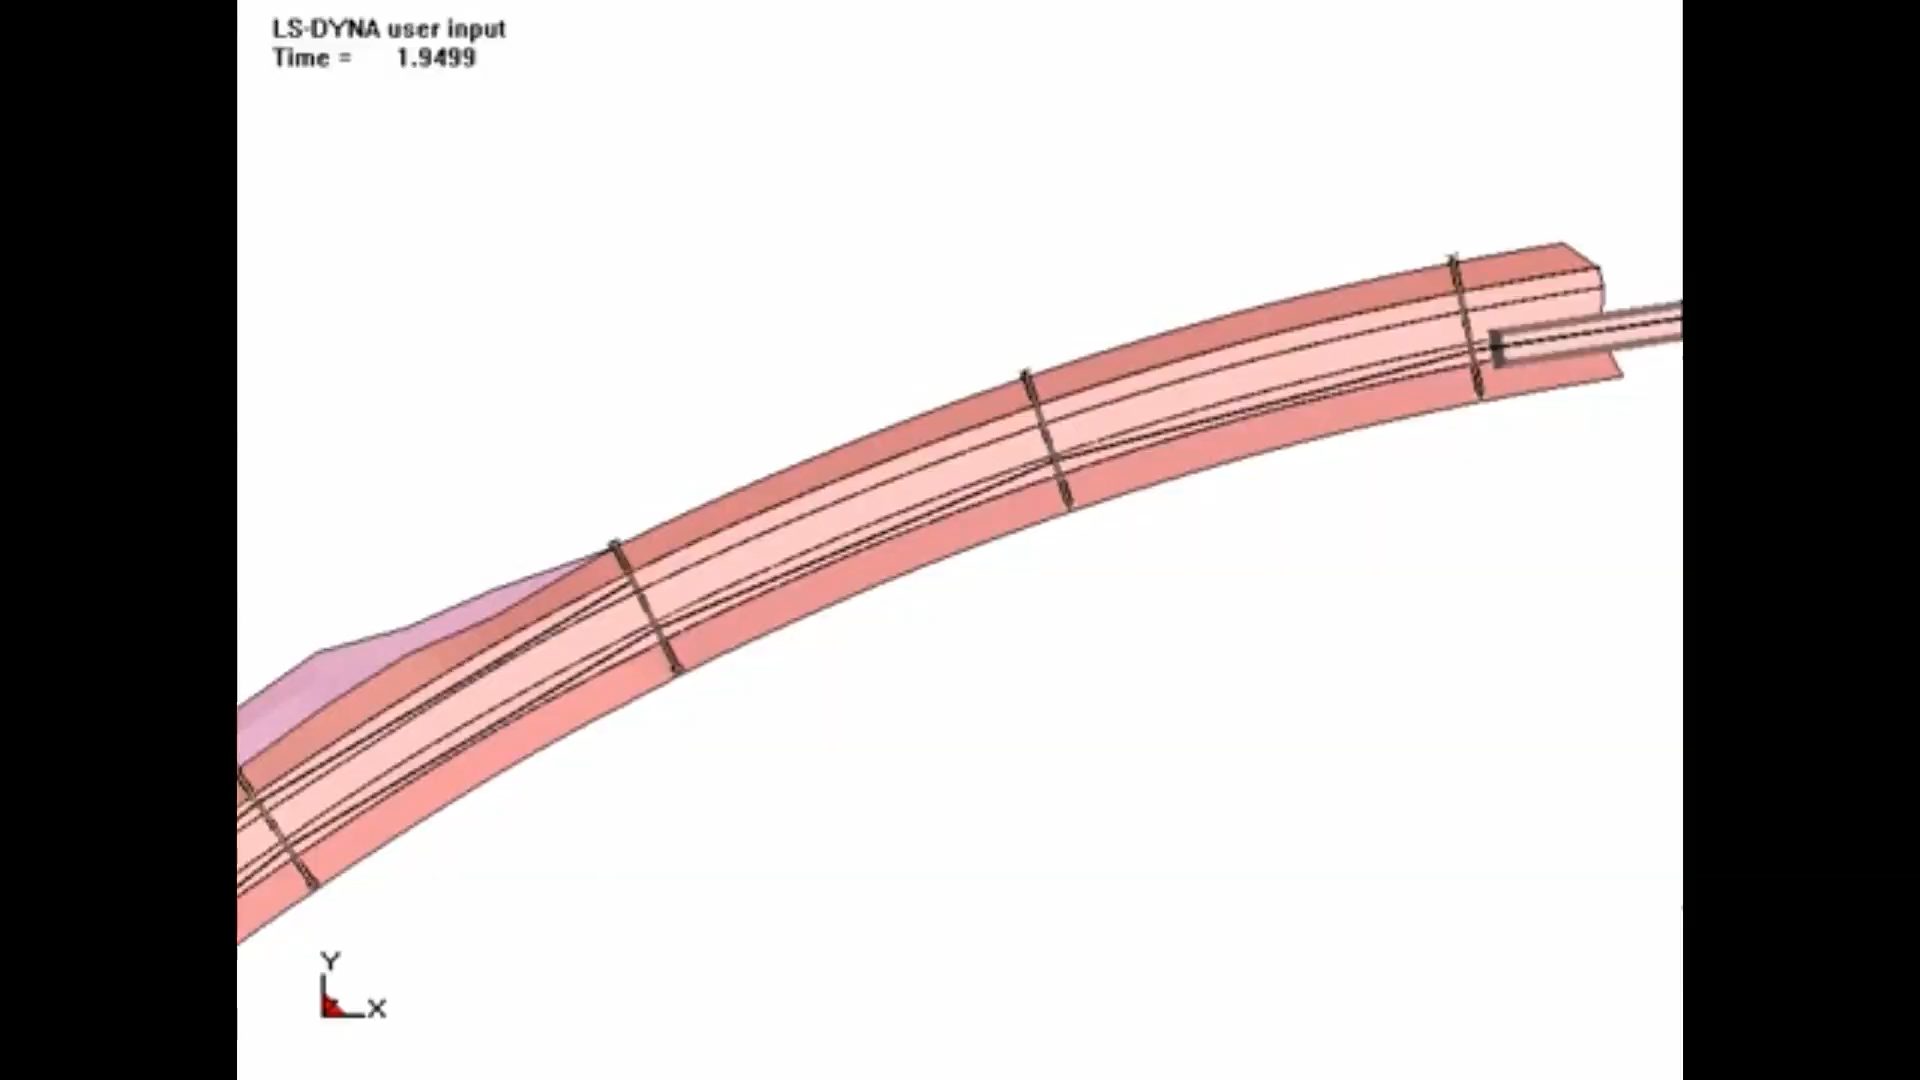 LS-DYNA user input
Time = 1.9499
Y
X